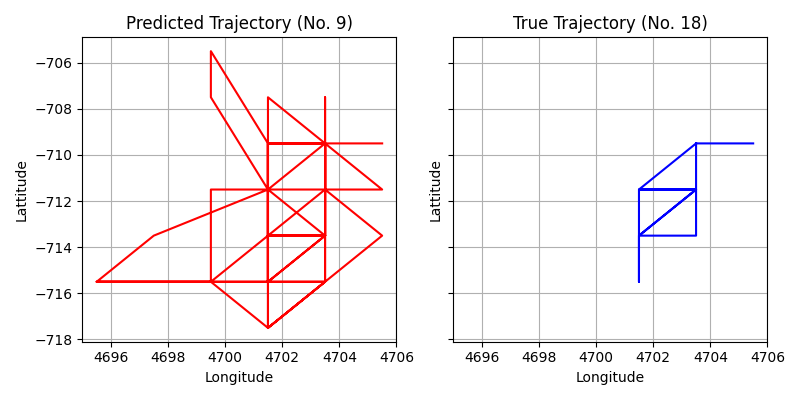 Predicted Trajectory (No. 9)
True Trajectory (No. 18)
−706
−708
−710
−712
−714
−716
−718
Lattitude
Lattitude
4696 4698 4700 4702 4704 4706
4696 4698 4700 4702 4704 4706
Longitude
Longitude